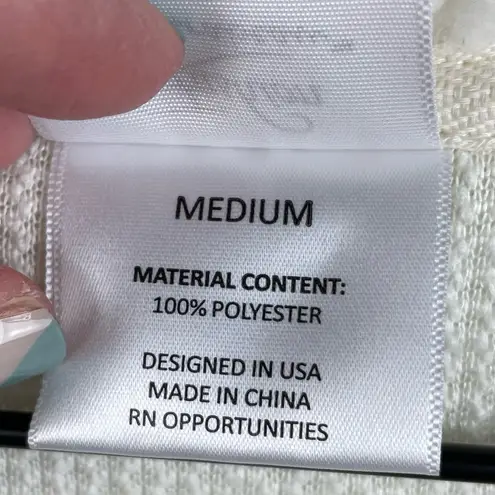 MEDIUM
MATERIAL CONTENT:
100% POLYESTER
DESIGNED IN USA
MADE IN CHINA
RN OPPORTUNITIES